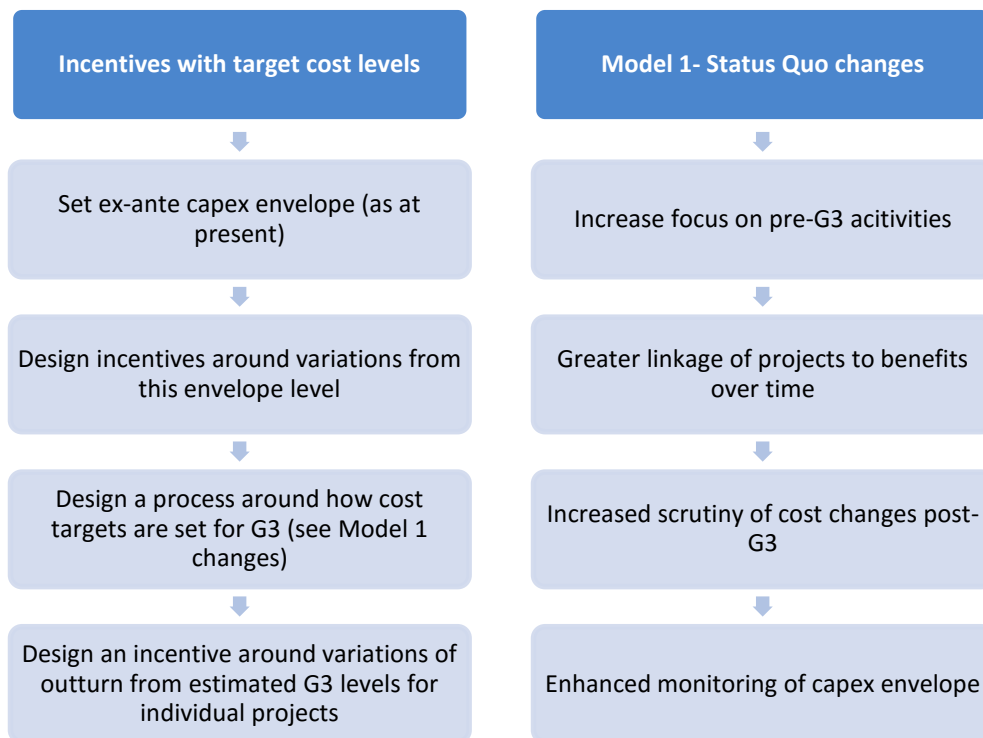 Incentives with target cost levels
Set ex-ante capex envelope (as at
present)
Design incentives around variations from
this envelope level
Design a process around how cost
targets are set for G3 (see Model 1
changes)
Design an incentive around variations of
outturn from estimated G3 levels for
individual projects
Model 1- Status Quo changes
Increase focus on pre-G3 acitivities
Greater linkage of projects to benefits
over time
Increased scrutiny of cost changes post-
G3
Enhanced monitoring of capex envelope